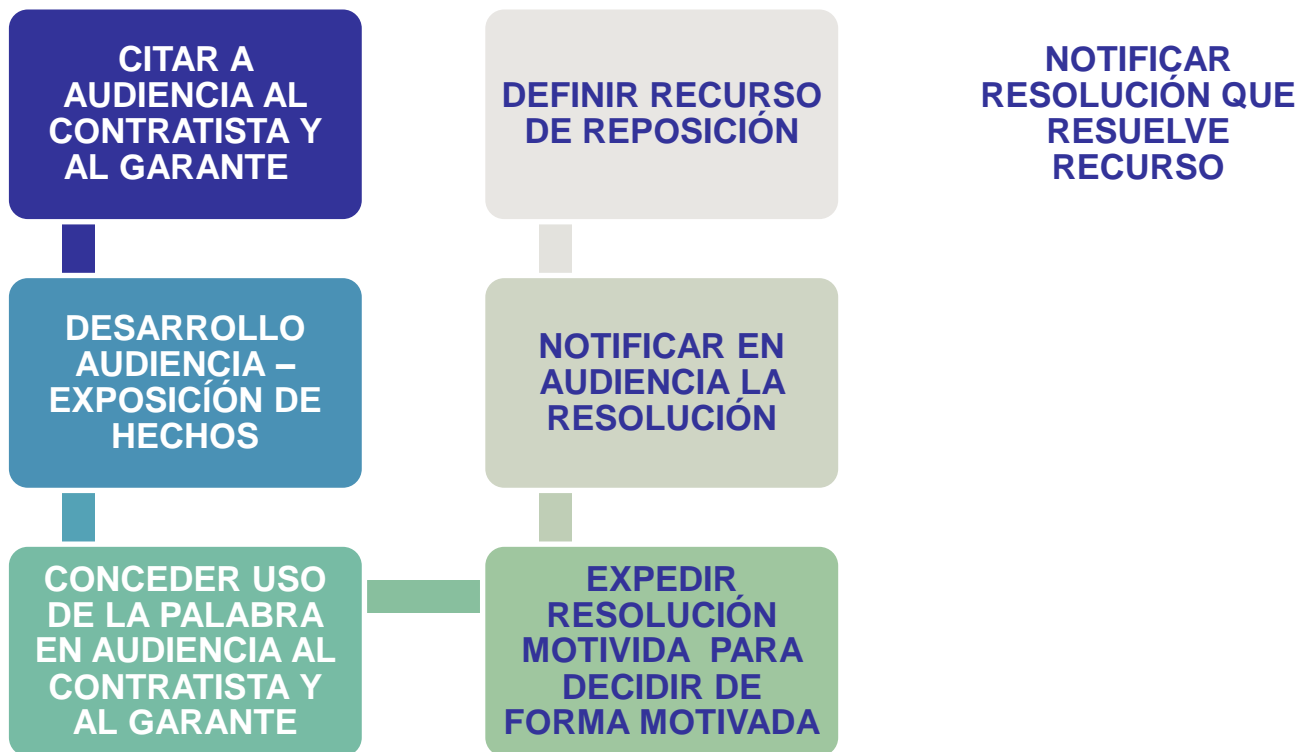 CITAR A
AUDIENCIA AL
CONTRATISTA Y
AL GARANTE
DESARROLLO
AUDIENCIA –
EXPOSICÍÓN DE
HECHOS
CONCEDER USO
DE LA PALABRA
EN AUDIENCIA AL
CONTRATISTA Y
AL GARANTE
EXPEDIR
RESOLUCIÓN
MOTIVIDA PARA
DECIDIR DE
FORMA MOTIVADA
NOTIFICAR EN
AUDIENCIA LA
RESOLUCIÓN
DEFINIR RECURSO
DE REPOSICIÓN
NOTIFICAR
RESOLUCIÓN QUE
RESUELVE
RECURSO